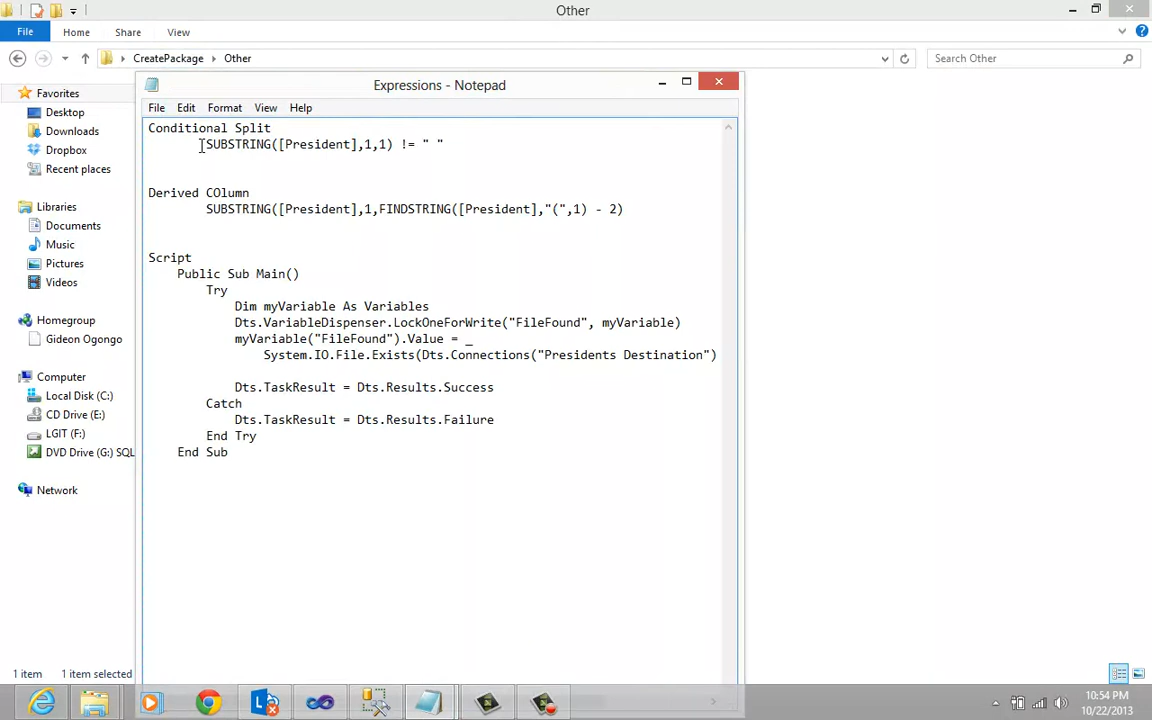 Other
File
Home
Share
View
CreatePackage
Other
Search Other
Favorites
Desktop
Downloads
Dropbox
Recent places
Libraries
Documents
Music
Pictures
Videos
Homegroup
Gideon Ogongo
Computer
Local Disk (C:)
CD Drive (E:)
LGIT (F:)
DVD Drive (G:) SQL
Network
1 item
1 item selected
Expressions - Notepad
File
Edit
Format
View
Help
Conditional Split
SUBSTRING([President],1,1) != " "
Derived COlumn
SUBSTRING([President],1,FINDSTRING([President],"(",1) - 2)
Script
Public Sub Main()
Try
Dim myVariable As Variables
Dts.VariableDispenser.LockOneForWrite("FileFound", myVariable)
myVariable("FileFound").Value = _
System.IO.File.Exists(Dts.Connections("Presidents Destination")
Dts.TaskResult = Dts.Results.Success
Catch
Dts.TaskResult = Dts.Results.Failure
End Try
End Sub
10:54 PM
10/22/2013